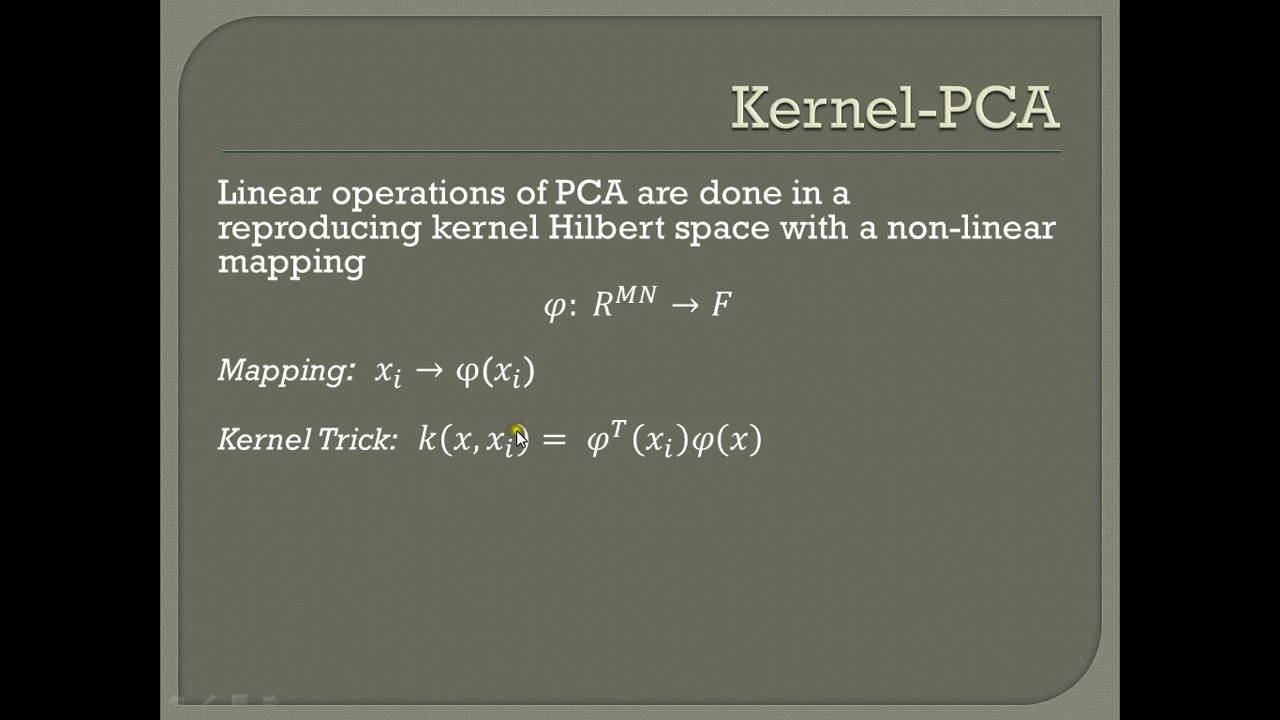 Kernel-PCA
Linear operations of PCA are done in a
reproducing kernel Hilbert space with a non-linear
mapping
φ: R^{MN} → F
Mapping: x_i → φ(x_i)
Kernel Trick: k(x, x_i) = φ^T(x_i)φ(x)